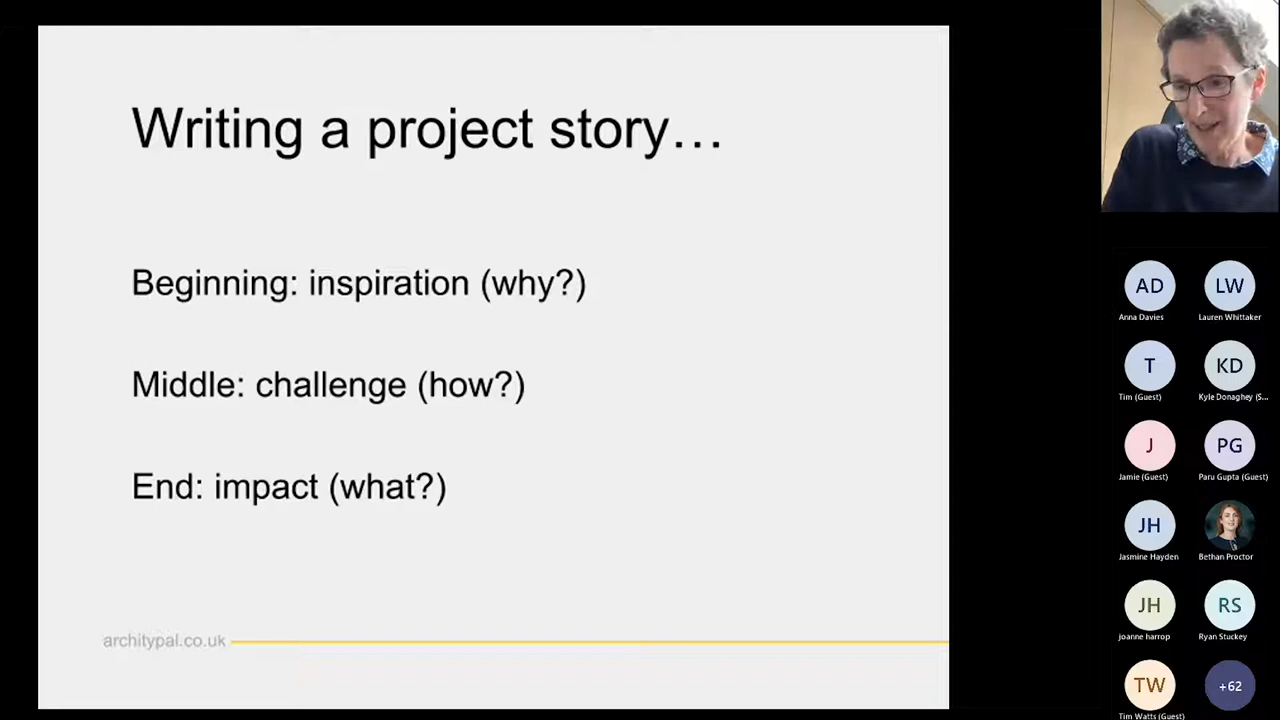 Writing a project story…
Beginning: inspiration (why?)
Middle: challenge (how?)
End: impact (what?)
architypal.co.uk
AD
LW
Anna Davies
Lauren Whittaker
T
KD
Tim (Guest)
Kyle Donaghey (S...
J
PG
Jamie (Guest)
Paru Gupta (Guest)
JH
Jasmine Hayden
Bethan Proctor
JH
RS
joanne harrop
Ryan Stuckey
TW
+62
Tim Watts (Guest)